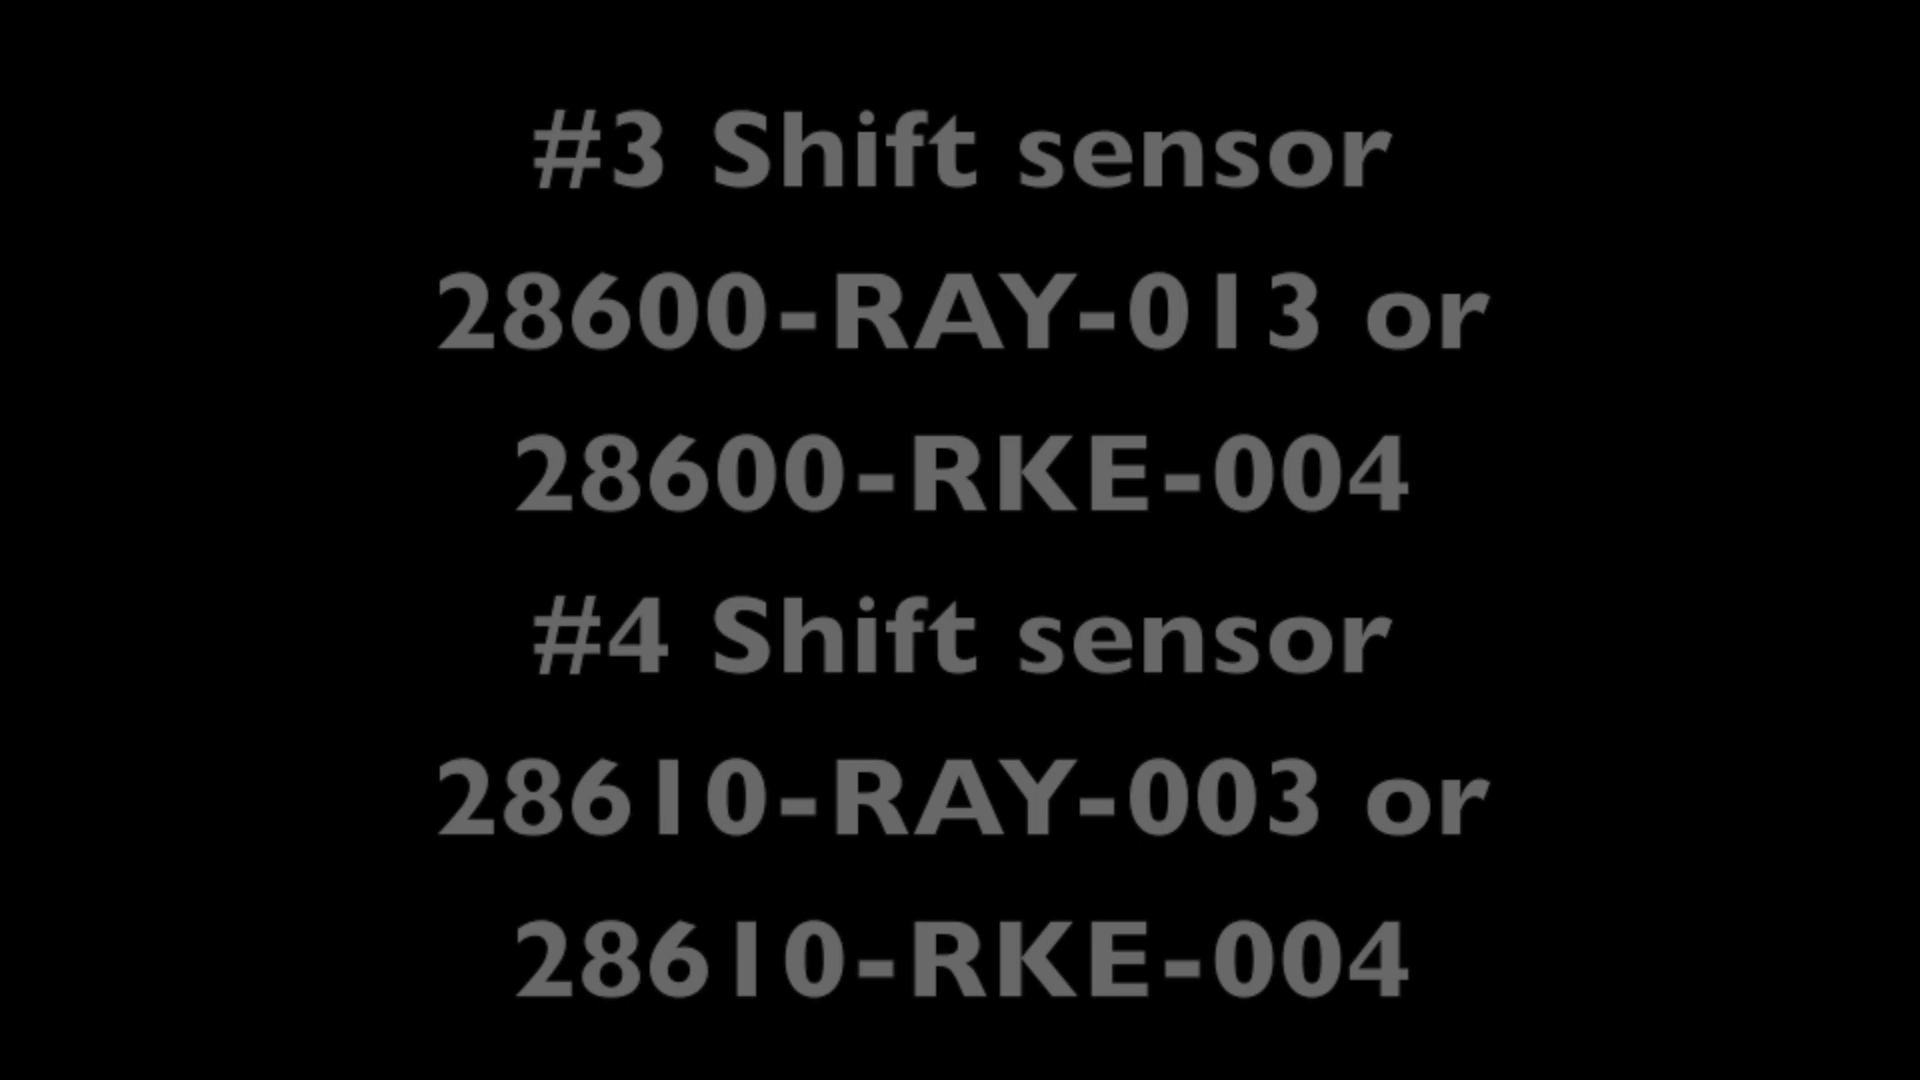 #3 Shift sensor
28600-RAY-013 or
28600-RKE-004
#4 Shift sensor
28610-RAY-003 or
28610-RKE-004